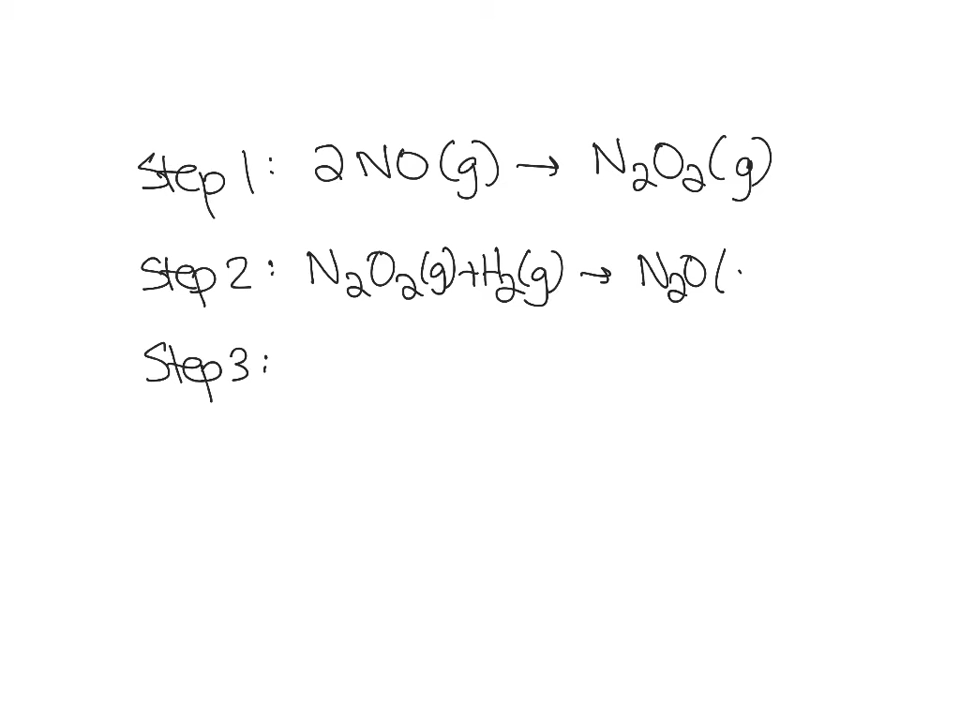 Step 1: 2NO(g) → N₂O₂(g)
Step 2: N₂O₂(g)+H₂(g) → N₂O(
Step 3: